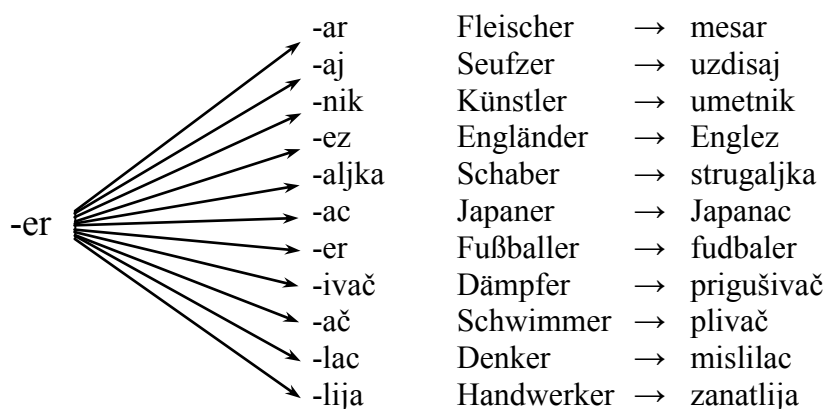 -ar Fleischer → mesar
-aj Seufzer → uzdisaj
-nik Künstler → umetnik
-ez Engländer → Englez
-aljka Schaber → strugaljka
-er -ac Japaner → Japanac
-er Fußballer → fudbaler
-ivač Dämpfer → prigušivač
-ač Schwimmer → plivač
-lac Denker → mislilac
-lija Handwerker → zanatlija